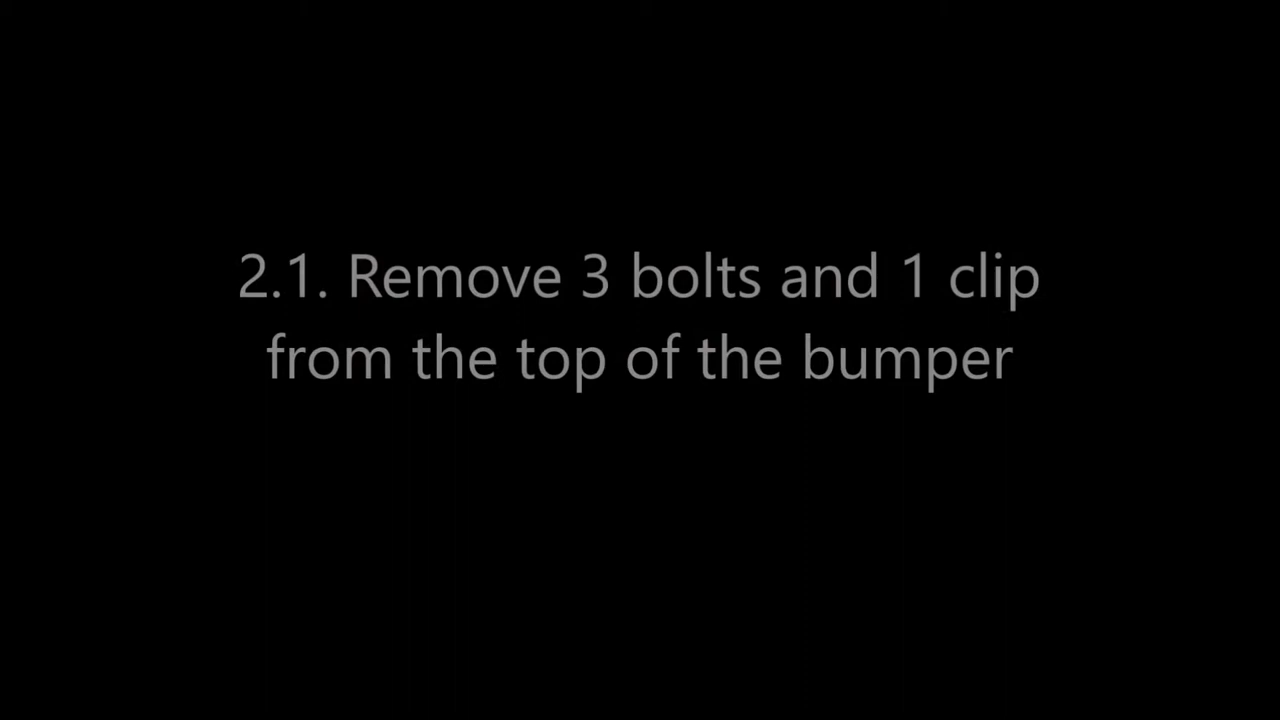 2.1. Remove 3 bolts and 1 clip
from the top of the bumper